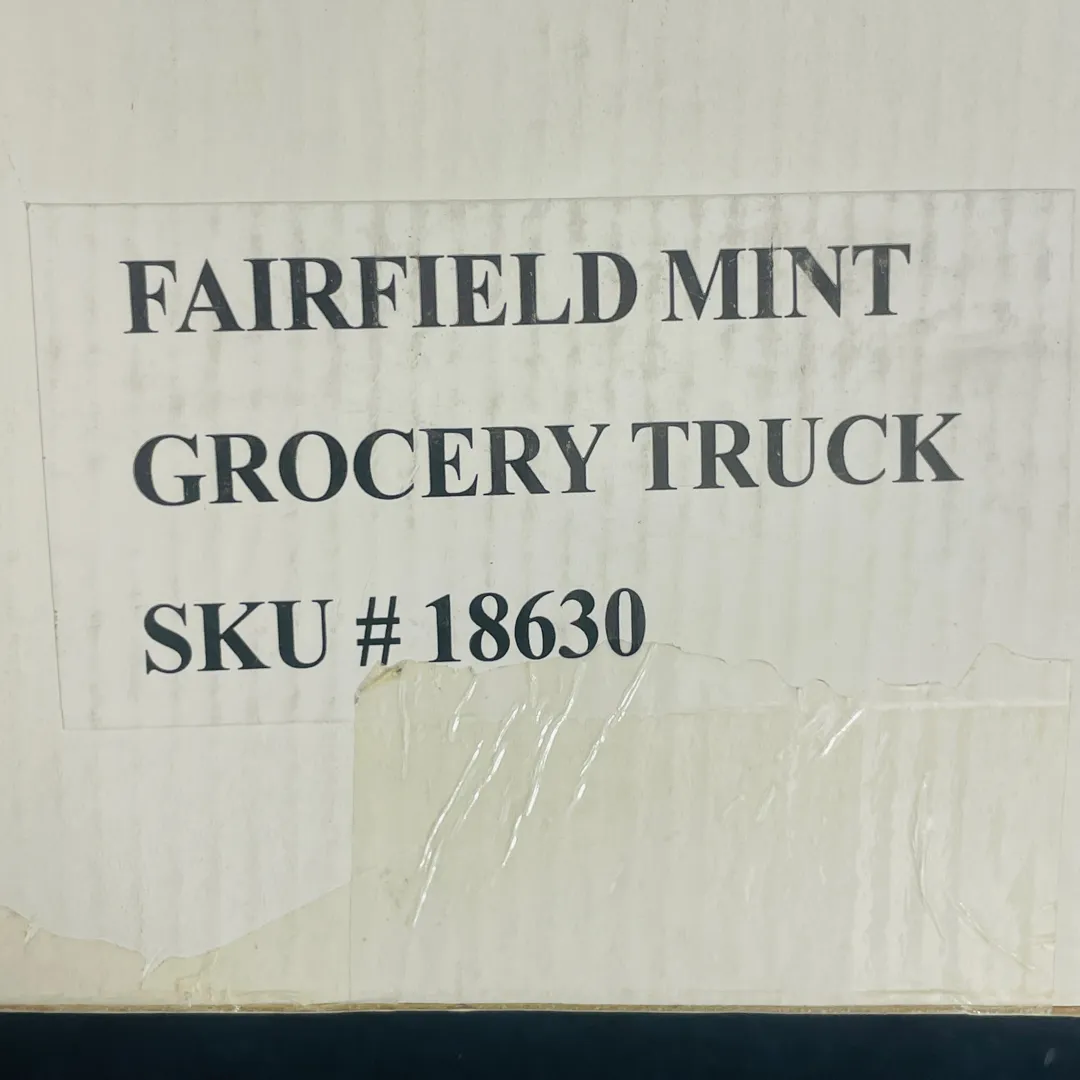 FAIRFIELD MINT
GROCERY TRUCK
SKU # 18630